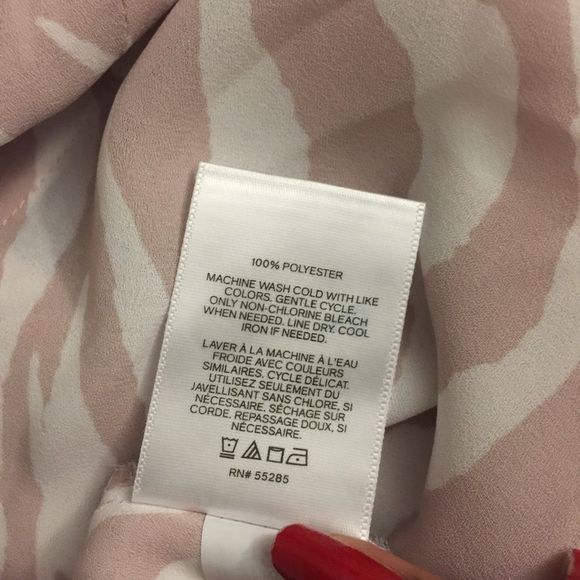 100% POLYESTER
MACHINE WASH COLD WITH LIKE
COLORS. GENTLE CYCLE.
ONLY NON-CHLORINE BLEACH
WHEN NEEDED. LINE DRY. COOL
IRON IF NEEDED.
LAVER À LA MACHINE À L'EAU
FROIDE AVEC COULEURS
SIMILAIRES. CYCLE DÉLICAT.
UTILISEZ SEULEMENT DU
JAVELLISANT SANS CHLORE, SI
NÉCESSAIRE. SÉCHAGE SUR
CORDE. REPASSAGE DOUX, SI
NÉCESSAIRE.
RN# 55285